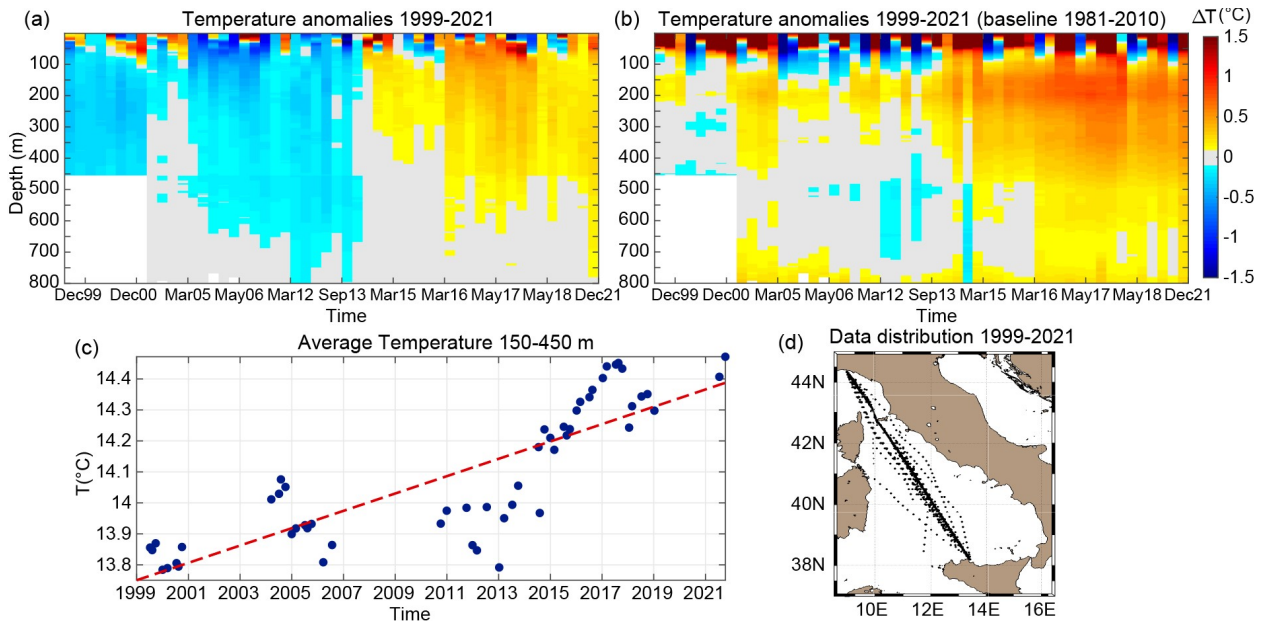 (a) Temperature anomalies 1999-2021
100
200
300
400
500
600
700
800
Depth (m)
Dec99 Dec00 Mar05 May06 Mar12 Sep13 Mar15 Mar16 May17 May18 Dec21
Time
(b) Temperature anomalies 1999-2021 (baseline 1981-2010)
100
200
300
400
500
600
700
800
Dec99 Dec00 Mar05 May06 Mar12 Sep13 Mar15 Mar16 May17 May18 Dec21
Time
ΔT(°C)
1.5
1
0.5
0
-0.5
-1
-1.5
(c) Average Temperature 150-450 m
14.4
14.3
14.2
14.1
14
13.9
13.8
T(°C)
1999 2001 2003 2005 2007 2009 2011 2013 2015 2017 2019 2021
Time
(d) Data distribution 1999-2021
44N
42N
40N
38N
10E 12E 14E 16E